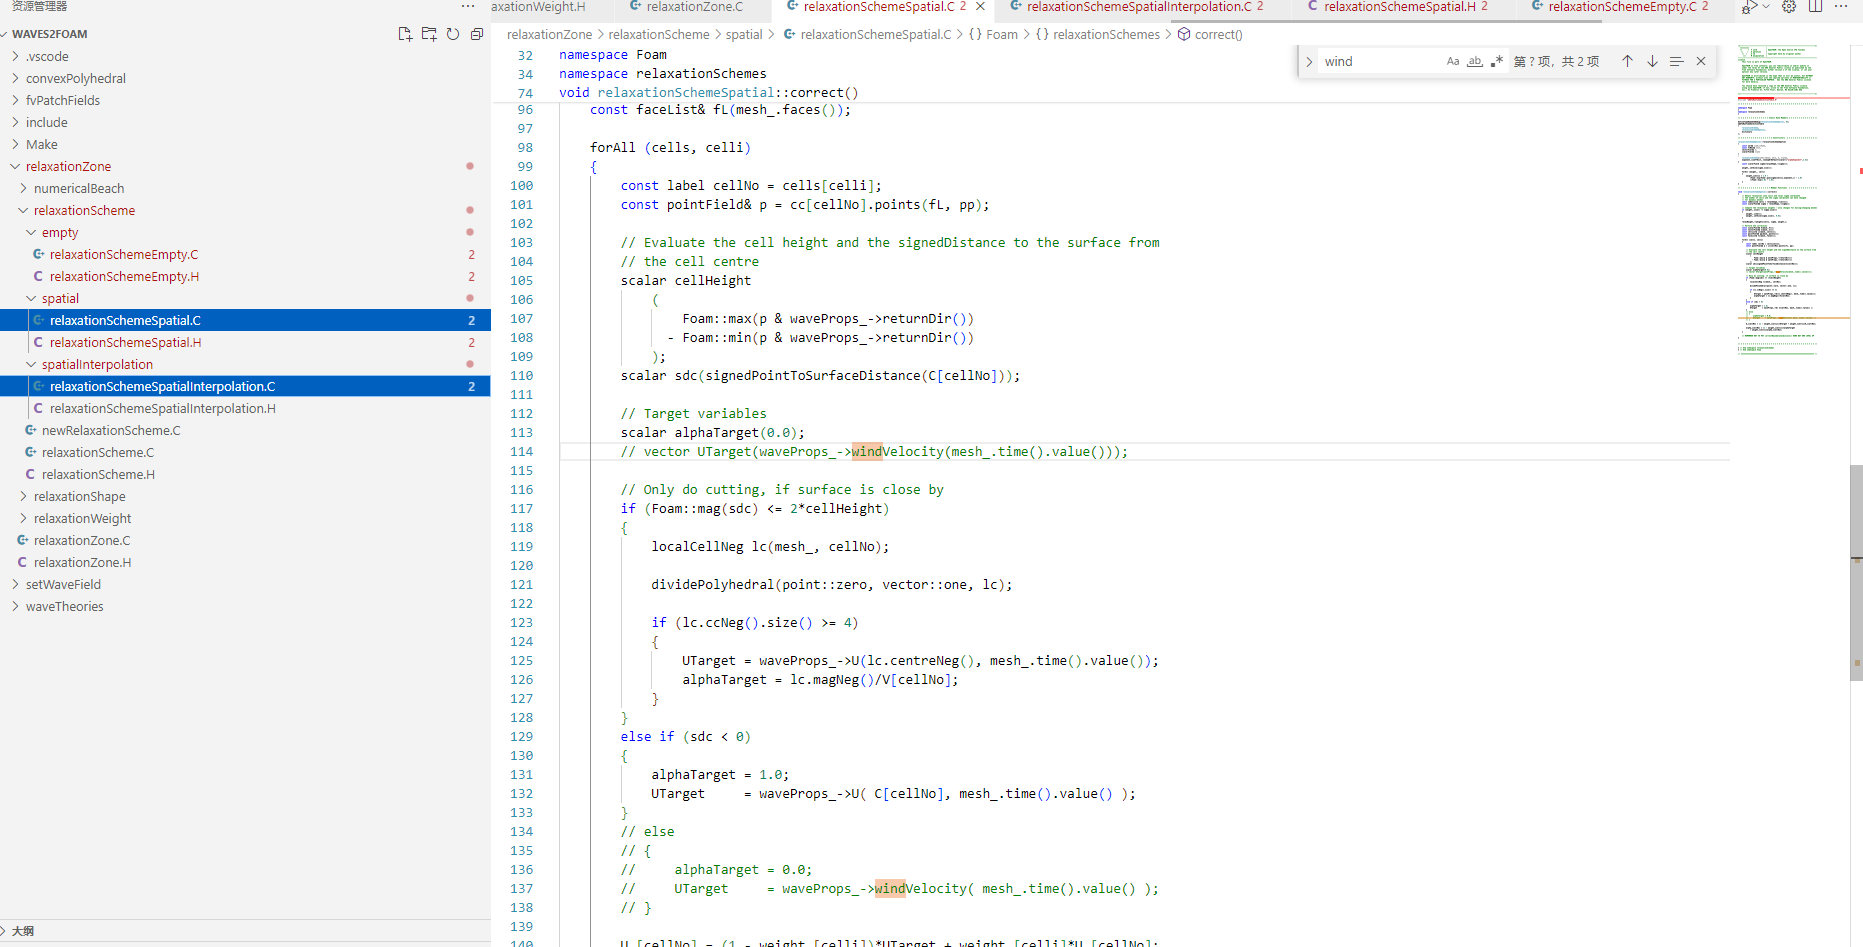 资源管理器
···
WAVES2FOAM
.vscode
convexPolyhedral
fvPatchFields
include
Make
relaxationZone
numericalBeach
relaxationScheme
empty
relaxationSchemeEmpty.C 2
relaxationSchemeEmpty.H 2
spatial
relaxationSchemeSpatial.C 2
relaxationSchemeSpatial.H 2
spatialInterpolation
relaxationSchemeSpatialInterpolation.C 2
relaxationSchemeSpatialInterpolation.H
newRelaxationScheme.C
relaxationScheme.C
relaxationScheme.H
relaxationShape
relaxationWeight
relaxationZone.C
relaxationZone.H
setWaveField
waveTheories
大纲
axationWeight.H relaxationZone.C relaxationSchemeSpatial.C 2 relaxationSchemeSpatialInterpolation.C 2 relaxationSchemeSpatial.H 2 relaxationSchemeEmpty.C 2
relaxationZone > relaxationScheme > spatial > relaxationSchemeSpatial.C > {} Foam > {} relaxationSchemes > correct()
wind Aa ab .* 第 ? 项, 共 2 项
32 namespace Foam
34 namespace relaxationSchemes
74 void relaxationSchemeSpatial::correct()
96 const faceList& fL(mesh_.faces());
97
98 forAll (cells, celli)
99 {
100 const label cellNo = cells[celli];
101 const pointField& p = cc[cellNo].points(fL, pp);
102
103 // Evaluate the cell height and the signedDistance to the surface from
104 // the cell centre
105 scalar cellHeight
106 (
107 Foam::max(p & waveProps_->returnDir())
108 - Foam::min(p & waveProps_->returnDir())
109 );
110 scalar sdc(signedPointToSurfaceDistance(C[cellNo]));
111
112 // Target variables
113 scalar alphaTarget(0.0);
114 // vector UTarget(waveProps_->windVelocity(mesh_.time().value()));
115
116 // Only do cutting, if surface is close by
117 if (Foam::mag(sdc) <= 2*cellHeight)
118 {
119 localCellNeg lc(mesh_, cellNo);
120
121 dividePolyhedral(point::zero, vector::one, lc);
122
123 if (lc.ccNeg().size() >= 4)
124 {
125 UTarget = waveProps_->U(lc.centreNeg(), mesh_.time().value());
126 alphaTarget = lc.magNeg()/V[cellNo];
127 }
128 }
129 else if (sdc < 0)
130 {
131 alphaTarget = 1.0;
132 UTarget = waveProps_->U( C[cellNo], mesh_.time().value() );
133 }
134 // else
135 // {
136 // alphaTarget = 0.0;
137 // UTarget = waveProps_->windVelocity( mesh_.time().value() );
138 // }
139
140 U_[cellNo] = (1 - weight_[celli])*UTarget + weight_[celli]*U_[cellNo];